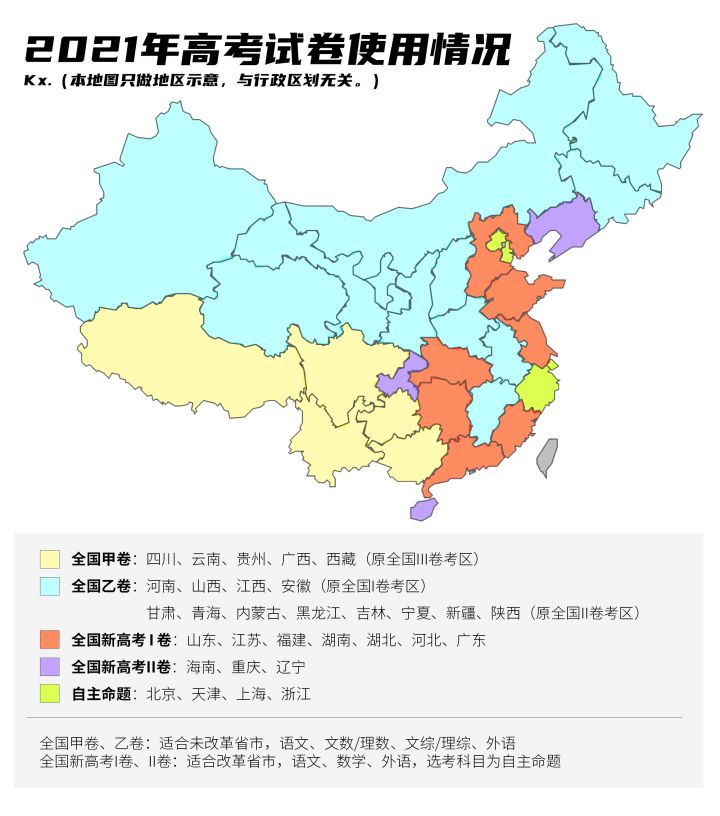 2021年高考试卷使用情况
Kx.（本地图只做地区示意，与行政区划无关。）
全国甲卷：四川、云南、贵州、广西、西藏（原全国III卷考区）
全国乙卷：河南、山西、江西、安徽（原全国I卷考区）
甘肃、青海、内蒙古、黑龙江、吉林、宁夏、新疆、陕西（原全国II卷考区）
全国新高考 I 卷：山东、江苏、福建、湖南、湖北、河北、广东
全国新高考II卷：海南、重庆、辽宁
自主命题：北京、天津、上海、浙江
全国甲卷、乙卷：适合未改革省市，语文、文数/理数、文综/理综、外语
全国新高考I卷、II卷：适合改革省市，语文、数学、外语，选考科目为自主命题